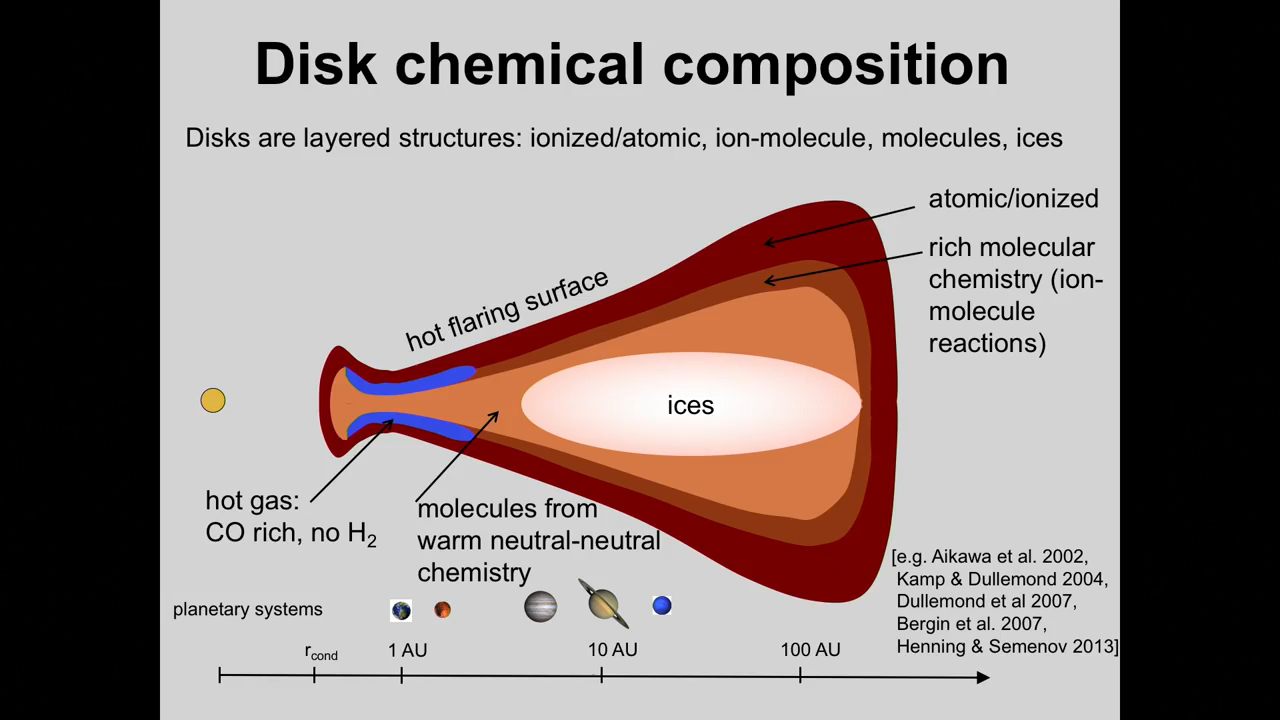 Disk chemical composition
Disks are layered structures: ionized/atomic, ion-molecule, molecules, ices
atomic/ionized
rich molecular
chemistry (ion-
molecule
reactions)
hot flaring surface
ices
hot gas:
CO rich, no H₂
molecules from
warm neutral-neutral
chemistry
[e.g. Aikawa et al. 2002,
Kamp & Dullemond 2004,
Dullemond et al 2007,
Bergin et al. 2007,
Henning & Semenov 2013]
planetary systems
rcond 1 AU 10 AU 100 AU